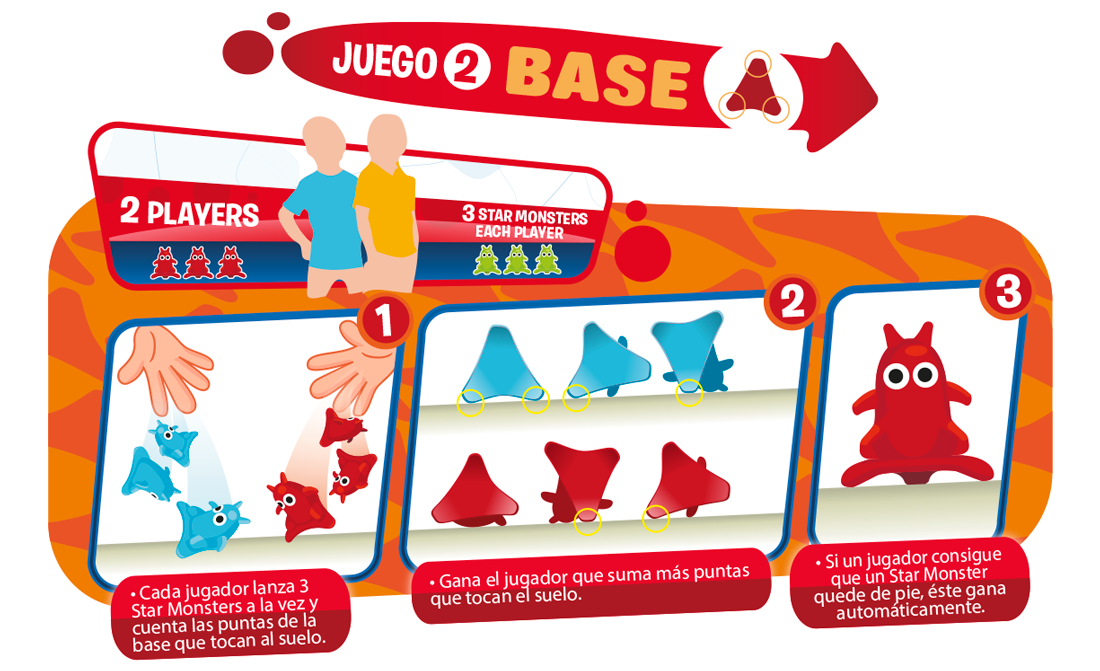 JUEGO 2 BASE
2 PLAYERS
3 STAR MONSTERS
EACH PLAYER
1
2
3
• Cada jugador lanza 3
Star Monsters a la vez y
cuenta las puntas de la
base que tocan al suelo.
• Gana el jugador que suma más puntas
que tocan el suelo.
• Si un jugador consigue
que un Star Monster
quede de pie, éste gana
automáticamente.